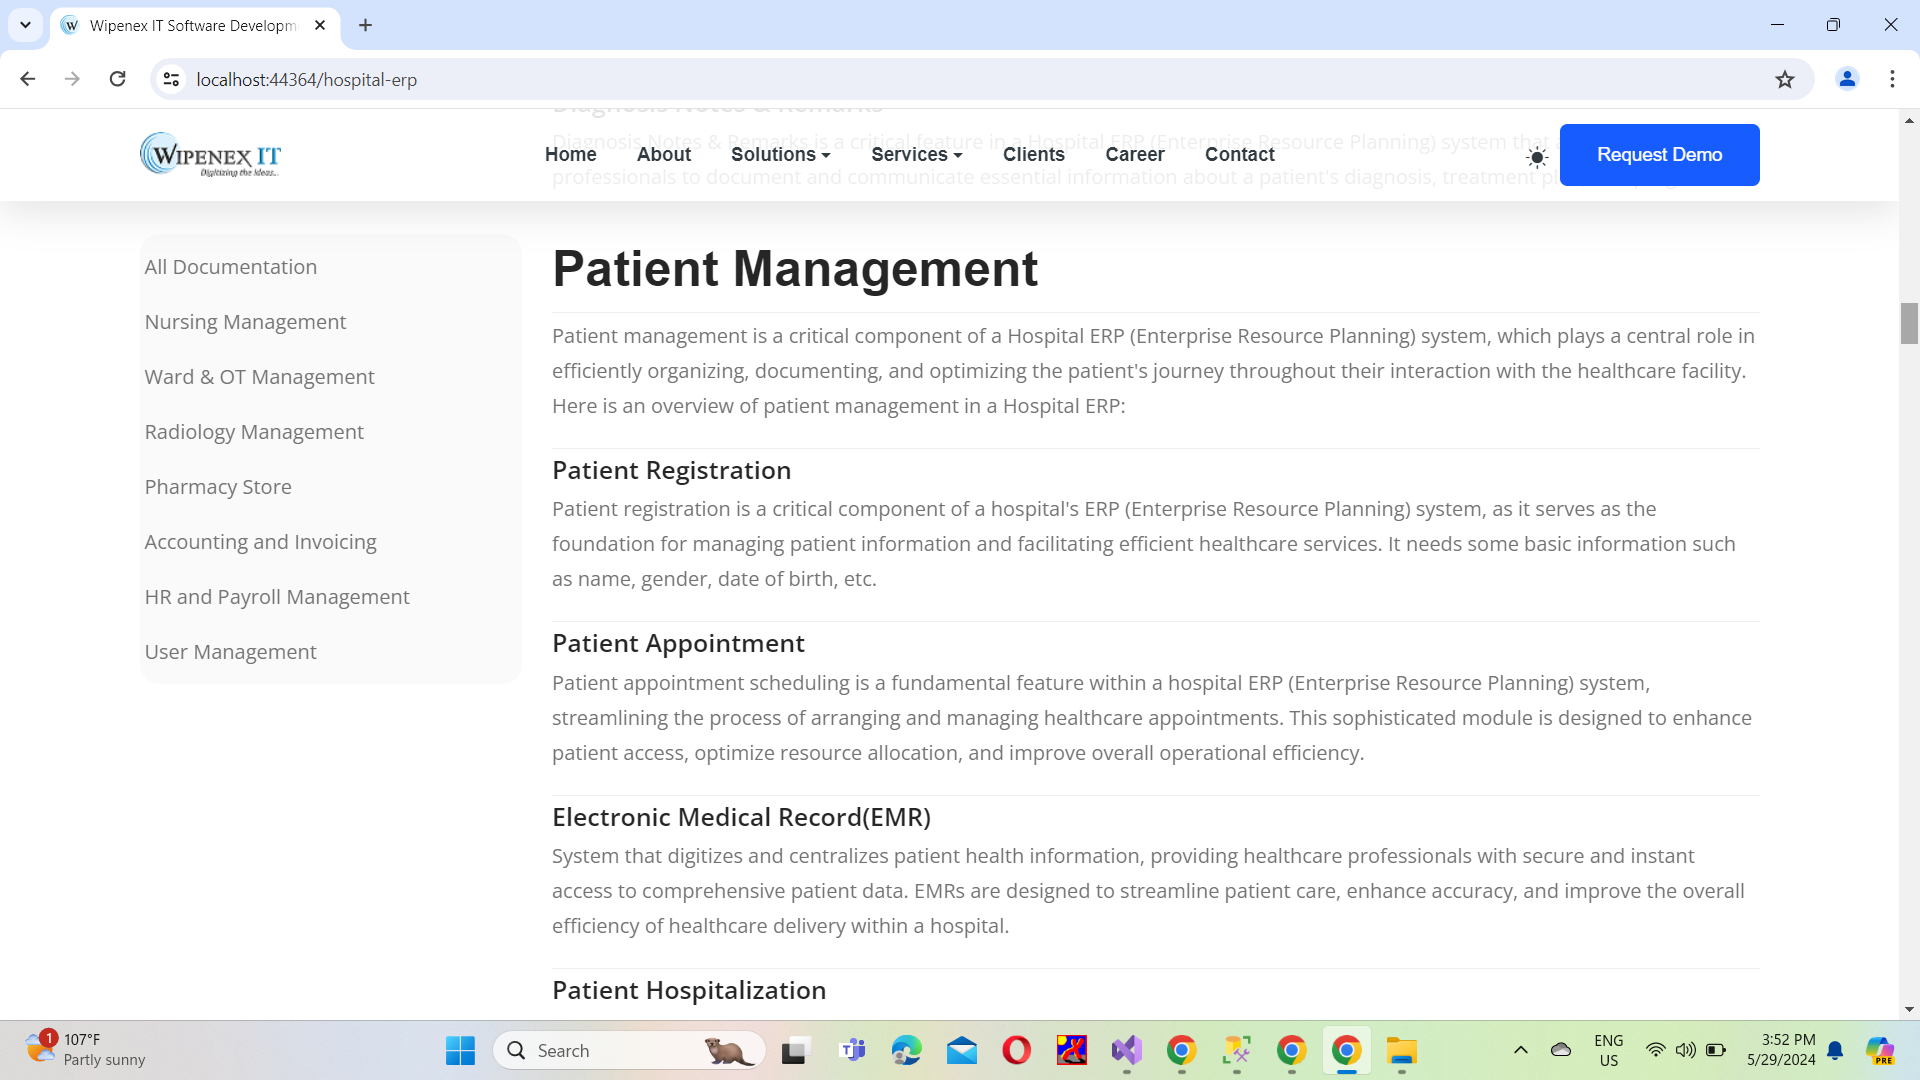 Wipenex IT Software Developm
localhost:44364/hospital-erp
Diagnosis Notes & Remarks
Diagnosis Notes & Remarks is a critical feature in a Hospital ERP (Enterprise Resource Planning) system that
professionals to document and communicate essential information about a patient's diagnosis, treatment
WIPENEX IT
Digitizing the Ideas...
Home
About
Solutions
Services
Clients
Career
Contact
Request Demo
All Documentation
Nursing Management
Ward & OT Management
Radiology Management
Pharmacy Store
Accounting and Invoicing
HR and Payroll Management
User Management
Patient Management
Patient management is a critical component of a Hospital ERP (Enterprise Resource Planning) system, which plays a central role in
efficiently organizing, documenting, and optimizing the patient's journey throughout their interaction with the healthcare facility.
Here is an overview of patient management in a Hospital ERP:
Patient Registration
Patient registration is a critical component of a hospital's ERP (Enterprise Resource Planning) system, as it serves as the
foundation for managing patient information and facilitating efficient healthcare services. It needs some basic information such
as name, gender, date of birth, etc.
Patient Appointment
Patient appointment scheduling is a fundamental feature within a hospital ERP (Enterprise Resource Planning) system,
streamlining the process of arranging and managing healthcare appointments. This sophisticated module is designed to enhance
patient access, optimize resource allocation, and improve overall operational efficiency.
Electronic Medical Record(EMR)
System that digitizes and centralizes patient health information, providing healthcare professionals with secure and instant
access to comprehensive patient data. EMRs are designed to streamline patient care, enhance accuracy, and improve the overall
efficiency of healthcare delivery within a hospital.
Patient Hospitalization
1
107°F
Partly sunny
Search
ENG
US
3:52 PM
5/29/2024
PRE